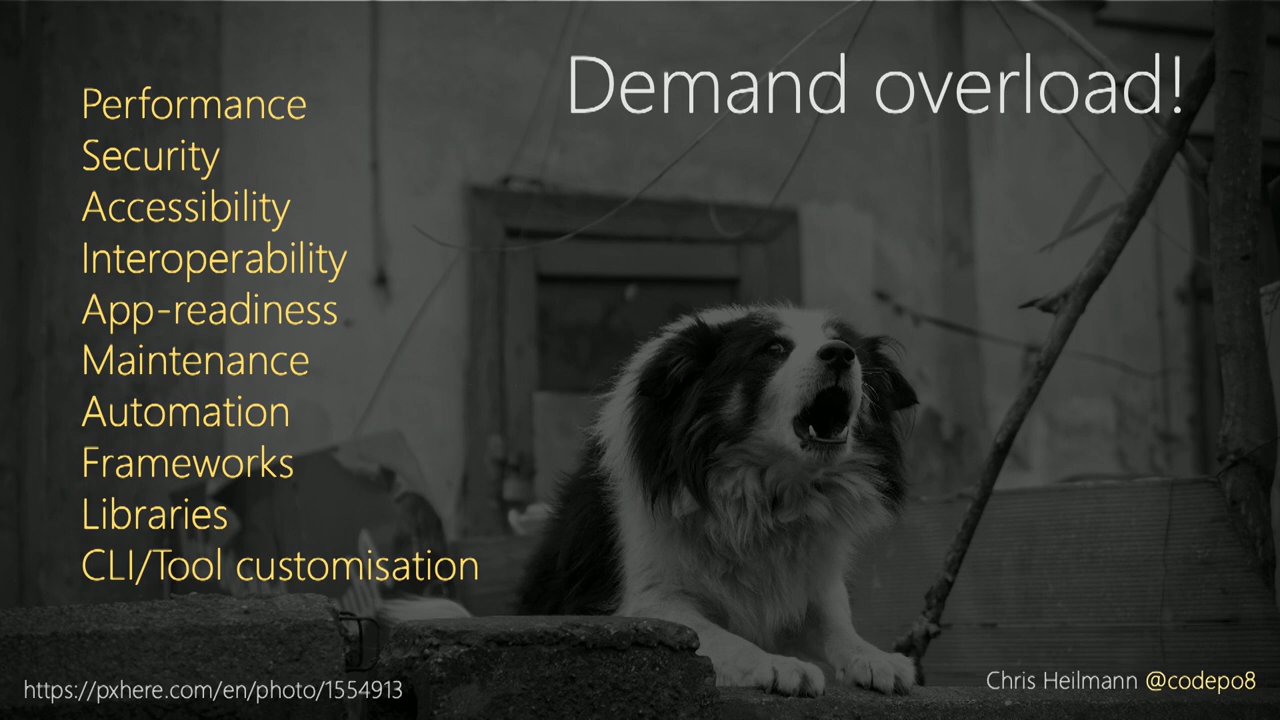 Demand overload!
Performance
Security
Accessibility
Interoperability
App-readiness
Maintenance
Automation
Frameworks
Libraries
CLI/Tool customisation
https://pxhere.com/en/photo/1554913
Chris Heilmann @codepo8